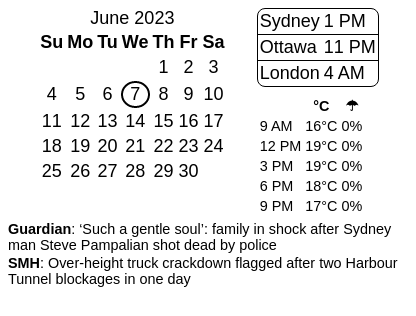 June 2023
Su Mo Tu We Th Fr Sa
1 2 3
4 5 6 7 8 9 10
11 12 13 14 15 16 17
18 19 20 21 22 23 24
25 26 27 28 29 30
Sydney 1 PM
Ottawa 11 PM
London 4 AM
°C ☂
9 AM 16°C 0%
12 PM 19°C 0%
3 PM 19°C 0%
6 PM 18°C 0%
9 PM 17°C 0%
Guardian: ‘Such a gentle soul’: family in shock after Sydney
man Steve Pampalian shot dead by police
SMH: Over-height truck crackdown flagged after two Harbour
Tunnel blockages in one day